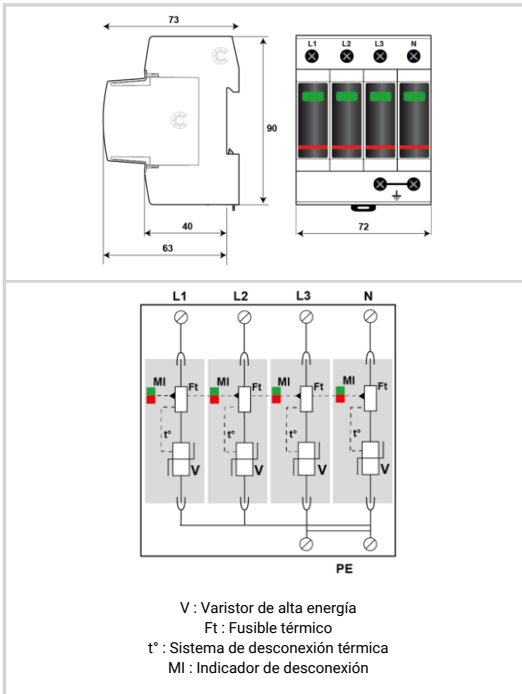 73
90
40
63
L1 L2 L3 N
72
L1 L2 L3 N
MI Ft MI Ft MI Ft MI Ft
t° t° t° t°
V V V V
PE
V : Varistor de alta energía
Ft : Fusible térmico
t° : Sistema de desconexión térmica
MI : Indicador de desconexión